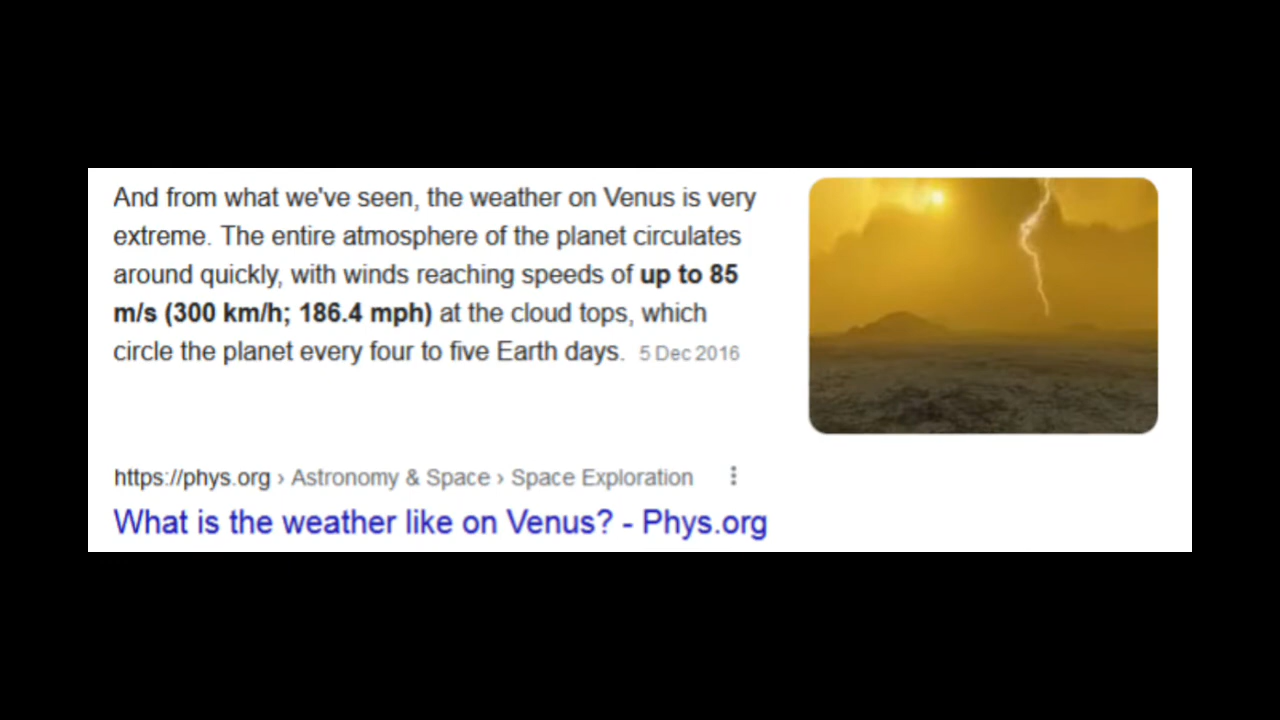 And from what we've seen, the weather on Venus is very
extreme. The entire atmosphere of the planet circulates
around quickly, with winds reaching speeds of up to 85
m/s (300 km/h; 186.4 mph) at the cloud tops, which
circle the planet every four to five Earth days. 5 Dec 2016
https://phys.org › Astronomy & Space › Space Exploration
What is the weather like on Venus? - Phys.org